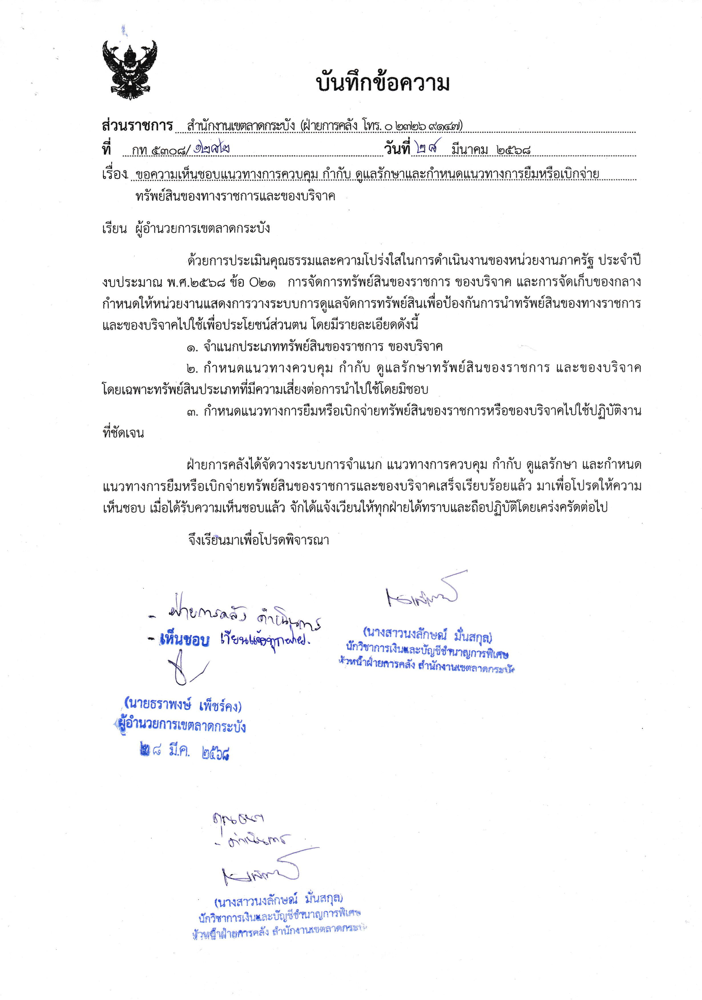 บันทึกข้อความ
ส่วนราชการ สำนักงานเขตลาดกระบัง (ฝ่ายการคลัง โทร. ๐ ๒๓๒๖ ๙๑๔๗)
ที่ กท ๕๓๐๘/ วันที่ ๒๘ มีนาคม ๒๕๖๘
เรื่อง ขอความเห็นชอบแนวทางการควบคุม กำกับ ดูแลรักษาและกำหนดแนวทางการยืมหรือเบิกจ่าย
ทรัพย์สินของทางราชการและของบริจาค
เรียน ผู้อำนวยการเขตลาดกระบัง
ด้วยการประเมินคุณธรรมและความโปร่งใสในการดำเนินงานของหน่วยงานภาครัฐ ประจำปี
งบประมาณ พ.ศ.๒๕๖๘ ข้อ O๒๑ การจัดการทรัพย์สินของราชการ ของบริจาค และการจัดเก็บของกลาง
กำหนดให้หน่วยงานแสดงการวางระบบการดูแลจัดการทรัพย์สินเพื่อป้องกันการนำทรัพย์สินของทางราชการ
และของบริจาคไปใช้เพื่อประโยชน์ส่วนตน โดยมีรายละเอียดดังนี้
๑. จำแนกประเภททรัพย์สินของราชการ ของบริจาค
๒. กำหนดแนวทางควบคุม กำกับ ดูแลรักษาทรัพย์สินของราชการ และของบริจาค
โดยเฉพาะทรัพย์สินประเภทที่มีความเสี่ยงต่อการนำไปใช้โดยมิชอบ
๓. กำหนดแนวทางการยืมหรือเบิกจ่ายทรัพย์สินของราชการหรือของบริจาคไปใช้ปฏิบัติงาน
ที่ชัดเจน
ฝ่ายการคลังได้จัดวางระบบการจำแนก แนวทางการควบคุม กำกับ ดูแลรักษา และกำหนด
แนวทางการยืมหรือเบิกจ่ายทรัพย์สินของราชการและของบริจาคเสร็จเรียบร้อยแล้ว มาเพื่อโปรดให้ความ
เห็นชอบ เมื่อได้รับความเห็นชอบแล้ว จักได้แจ้งเวียนให้ทุกฝ่ายได้ทราบและถือปฏิบัติโดยเคร่งครัดต่อไป
จึงเรียนมาเพื่อโปรดพิจารณา
- ฝ่ายการคลัง ดำเนินการ
- เห็นชอบ เวียนแจ้งทุกฝ่าย.
(นางสาวนงลักษณ์ มั่นสกุล)
นักวิชาการเงินและบัญชีชำนาญการพิเศษ
หัวหน้าฝ่ายการคลัง สำนักงานเขตลาดกระบัง
(นายธราพงษ์ เพ็ชร์คง)
ผู้อำนวยการเขตลาดกระบัง
๒๘ มี.ค. ๒๕๖๘
- ดำเนินการ
(นางสาวนงลักษณ์ มั่นสกุล)
นักวิชาการเงินและบัญชีชำนาญการพิเศษ
หัวหน้าฝ่ายการคลัง สำนักงานเขตลาดกระบัง